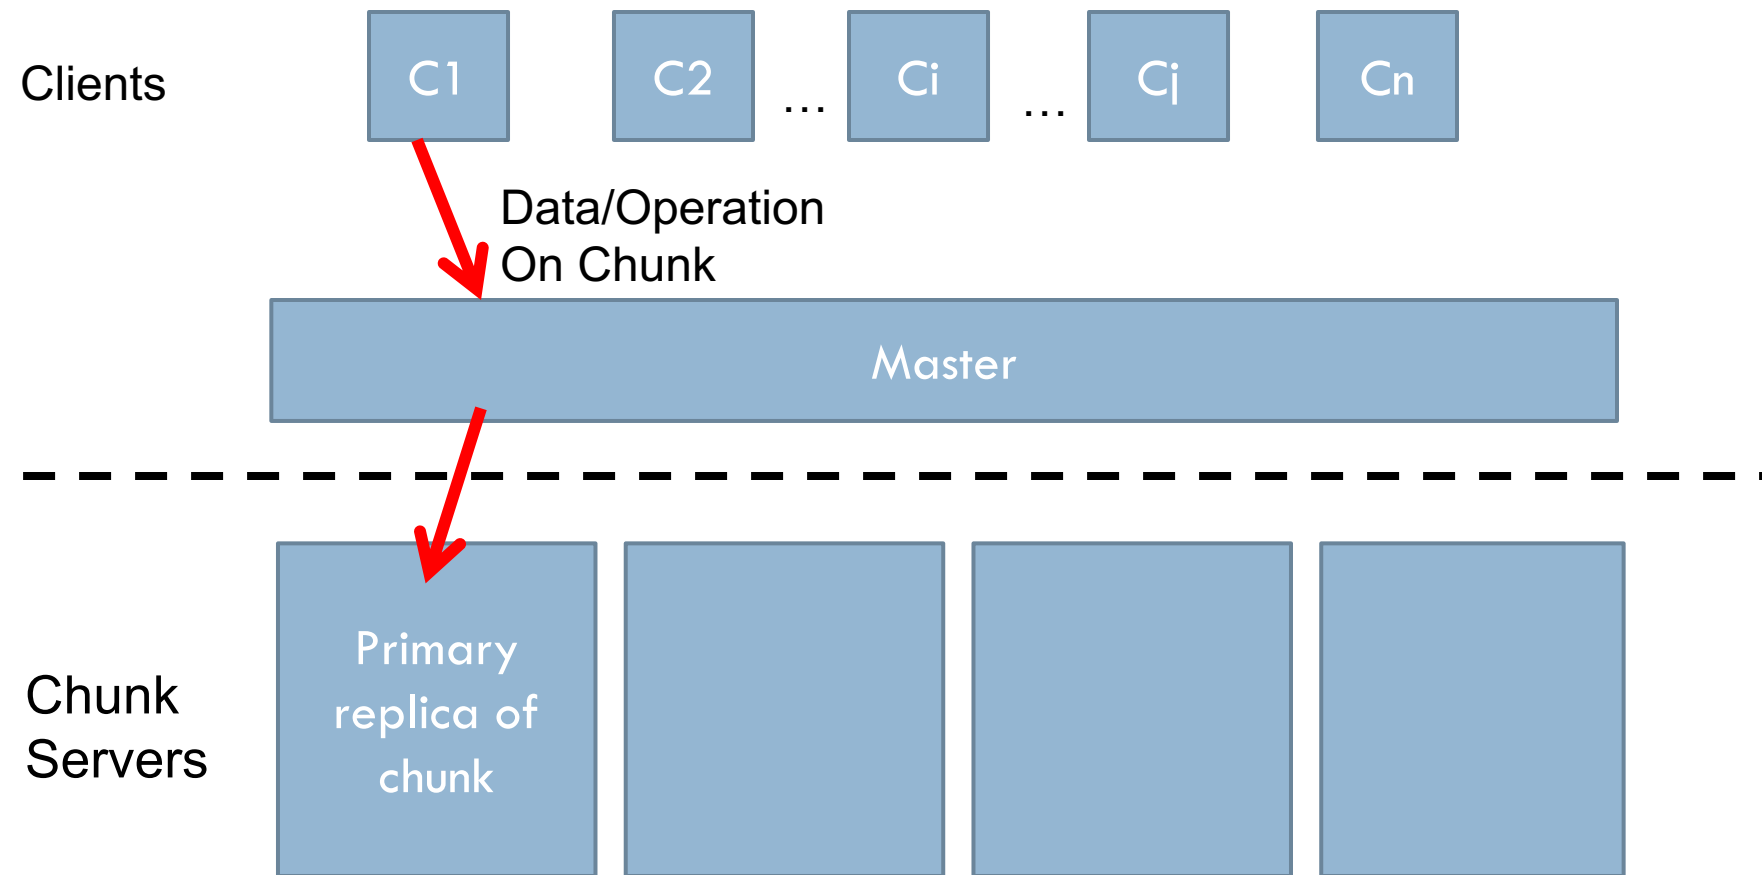 Clients
C1
C2
...
Ci
...
Cj
Cn
Data/Operation
On Chunk
Master
Primary
replica of
chunk
Chunk
Servers